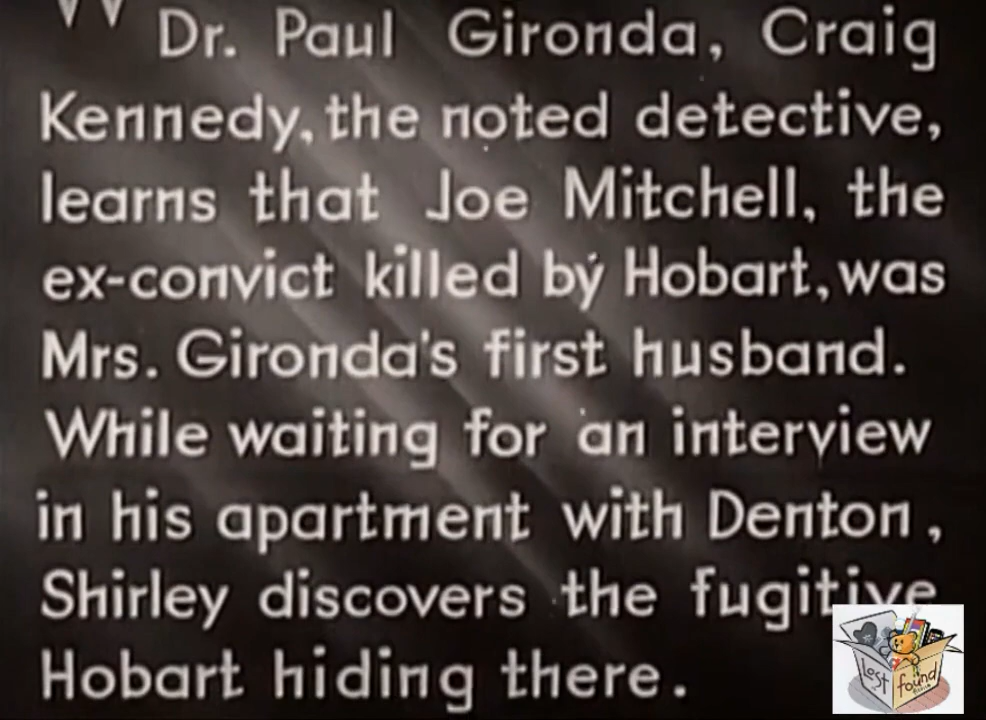 Dr. Paul Gironda, Craig
Kennedy, the noted detective,
learns that Joe Mitchell, the
ex-convict killed by Hobart, was
Mrs. Gironda's first husband.
While waiting for an interview
in his apartment with Denton,
Shirley discovers the fugitive
Hobart hiding there.
Lost
found